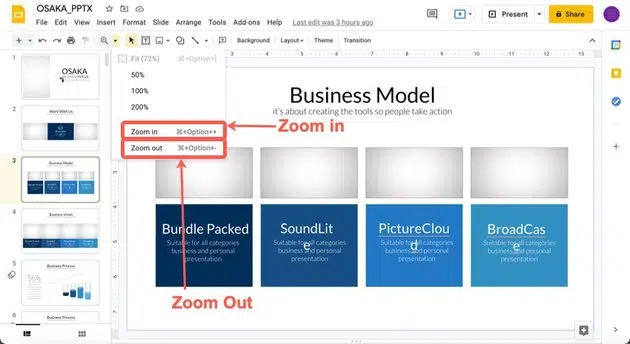 OSAKA_PPTX
File Edit View Insert Format Slide Arrange Tools Add-ons Help Last edit was 3 hours ago
Present
Share
Background Layout Theme Transition
Fit (72%) ⌘+Option+[
50%
100%
200%
Zoom in ⌘+Option++
Zoom out ⌘+Option+-
Zoom in
Zoom Out
1
OSAKA
2
Work With Us
3
Business Model
4
Business Views
5
Business Process
56%
6
Business Process
Business Model
it's about creating the tools so people take action
Bundle Packed
Suitable for all categories
business and personal
presentation
SoundLit
e
Suitable for all categories
business and personal
presentation
PictureClou
d
Suitable for all categories
business and personal
presentation
BroadCas
e
Suitable for all categories
business and personal
presentation